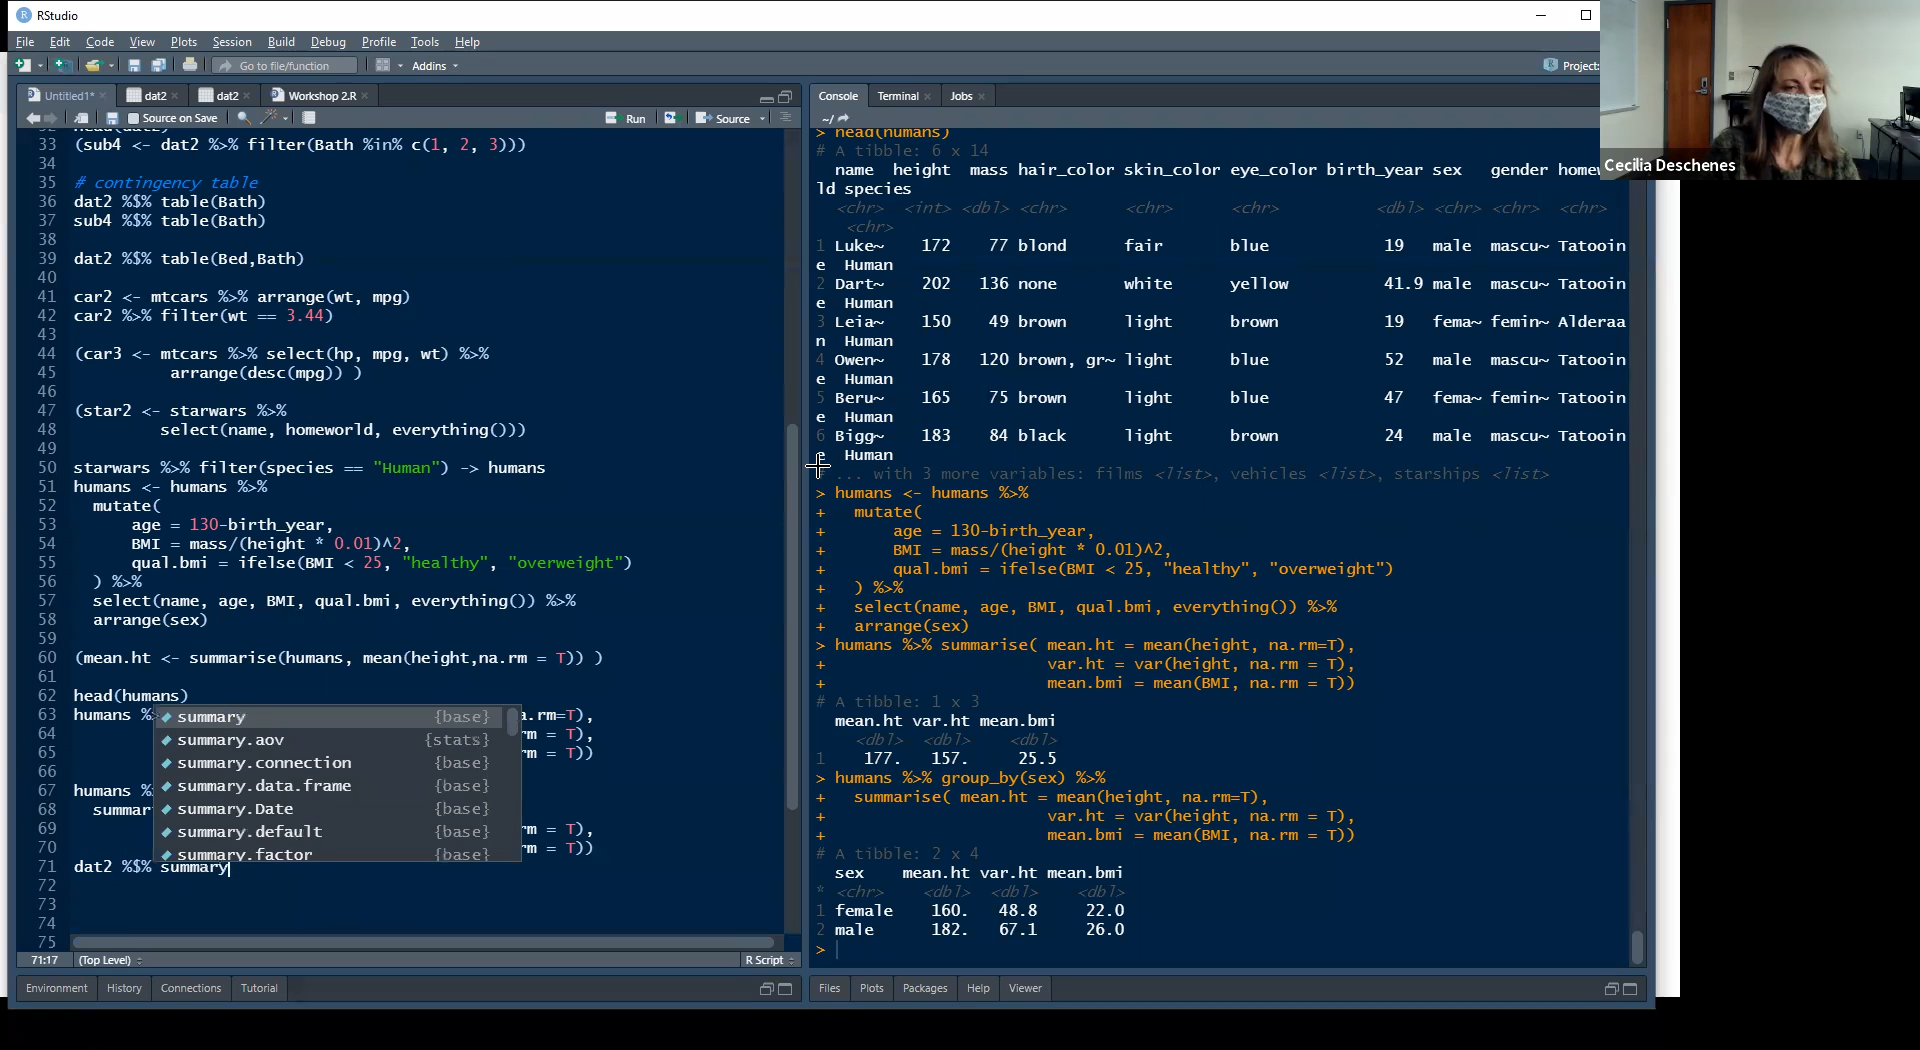 RStudio
File Edit Code View Plots Session Build Debug Profile Tools Help
Go to file/function Addins Project:
Untitled1* dat2 dat2 Workshop 2.R
Source on Save Run Source
33 (sub4 <- dat2 %>% filter(Bath %in% c(1, 2, 3)))
34
35 # contingency table
36 dat2 %$% table(Bath)
37 sub4 %$% table(Bath)
38
39 dat2 %$% table(Bed,Bath)
40
41 car2 <- mtcars %>% arrange(wt, mpg)
42 car2 %>% filter(wt == 3.44)
43
44 (car3 <- mtcars %>% select(hp, mpg, wt) %>%
45 arrange(desc(mpg)) )
46
47 (star2 <- starwars %>%
48 select(name, homeworld, everything()))
49
50 starwars %>% filter(species == "Human") -> humans
51 humans <- humans %>%
52 mutate(
53 age = 130-birth_year,
54 BMI = mass/(height * 0.01)^2,
55 qual.bmi = ifelse(BMI < 25, "healthy", "overweight")
56 ) %>%
57 select(name, age, BMI, qual.bmi, everything()) %>%
58 arrange(sex)
59
60 (mean.ht <- summarise(humans, mean(height,na.rm = T)) )
61
62 head(humans)
63 humans % a.rm=T),
64 rm = T),
65 rm = T))
66
67 humans %
68 summar
69 rm = T),
70 rm = T))
71 dat2 %$% summary
72
73
74
75
summary {base}
summary.aov {stats}
summary.connection {base}
summary.data.frame {base}
summary.Date {base}
summary.default {base}
summary.factor {base}
71:17 (Top Level) R Script
Environment History Connections Tutorial
Console Terminal Jobs
~/
> head(humans)
# A tibble: 6 x 14
name height mass hair_color skin_color eye_color birth_year sex gender homew
ld species
<chr> <int> <dbl> <chr> <chr> <chr> <dbl> <chr> <chr> <chr>
<chr>
1 Luke~ 172 77 blond fair blue 19 male mascu~ Tatooin
e Human
2 Dart~ 202 136 none white yellow 41.9 male mascu~ Tatooin
e Human
3 Leia~ 150 49 brown light brown 19 fema~ femin~ Alderaa
n Human
4 Owen~ 178 120 brown, gr~ light blue 52 male mascu~ Tatooin
e Human
5 Beru~ 165 75 brown light blue 47 fema~ femin~ Tatooin
e Human
6 Bigg~ 183 84 black light brown 24 male mascu~ Tatooin
e Human
... with 3 more variables: films <list>, vehicles <list>, starships <list>
> humans <- humans %>%
+ mutate(
+ age = 130-birth_year,
+ BMI = mass/(height * 0.01)^2,
+ qual.bmi = ifelse(BMI < 25, "healthy", "overweight")
+ ) %>%
+ select(name, age, BMI, qual.bmi, everything()) %>%
+ arrange(sex)
> humans %>% summarise( mean.ht = mean(height, na.rm=T),
+ var.ht = var(height, na.rm = T),
+ mean.bmi = mean(BMI, na.rm = T))
# A tibble: 1 x 3
mean.ht var.ht mean.bmi
<dbl> <dbl> <dbl>
1 177. 157. 25.5
> humans %>% group_by(sex) %>%
+ summarise( mean.ht = mean(height, na.rm=T),
+ var.ht = var(height, na.rm = T),
+ mean.bmi = mean(BMI, na.rm = T))
# A tibble: 2 x 4
sex mean.ht var.ht mean.bmi
* <chr> <dbl> <dbl> <dbl>
1 female 160. 48.8 22.0
2 male 182. 67.1 26.0
>
Files Plots Packages Help Viewer
Cecilia Deschenes